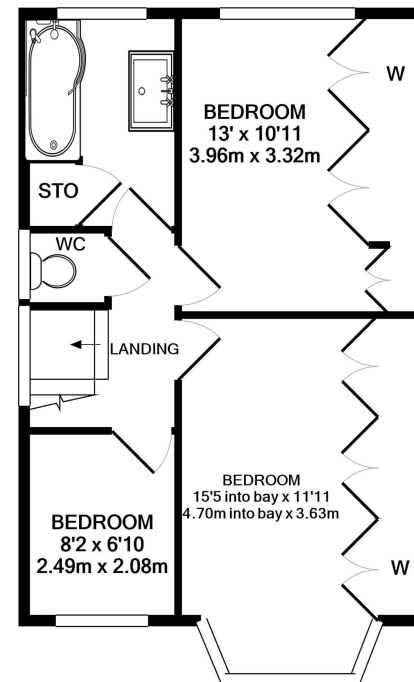 BEDROOM
13' x 10'11
3.96m x 3.32m
W
STO
WC
LANDING
BEDROOM
15'5 into bay x 11'11
4.70m into bay x 3.63m
W
BEDROOM
8'2 x 6'10
2.49m x 2.08m